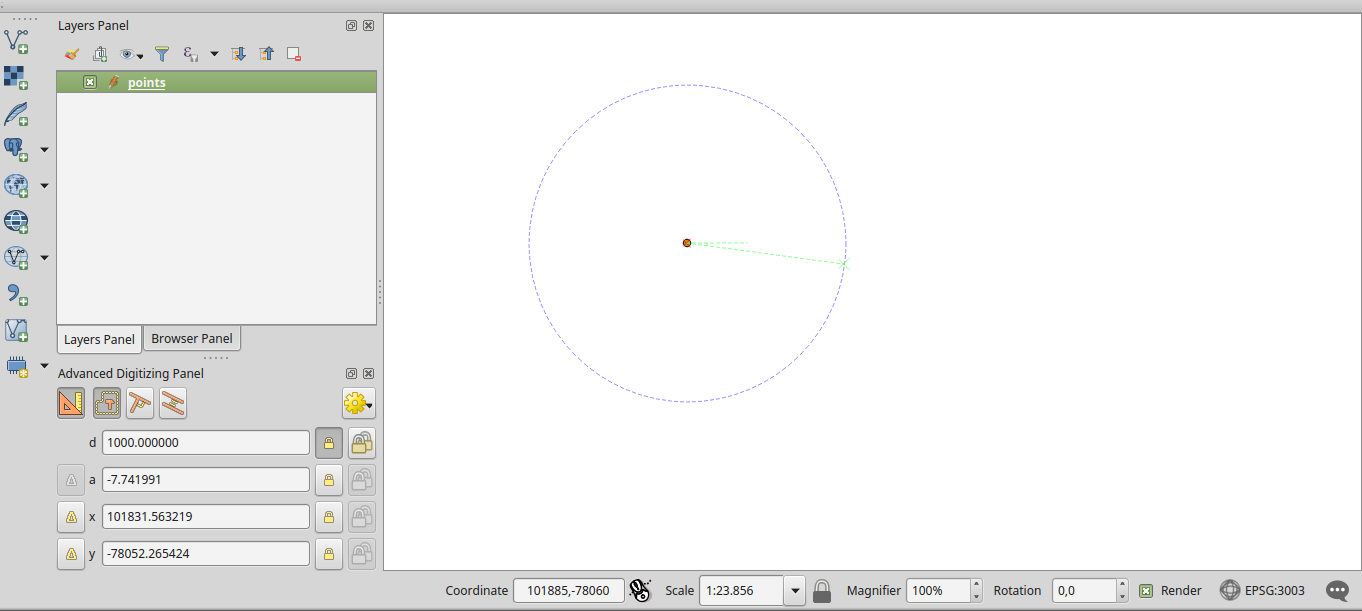 Layers Panel
points
Layers Panel
Browser Panel
Advanced Digitizing Panel
d 1000.000000
a -7.741991
x 101831.563219
y -78052.265424
Coordinate 101885,-78060 Scale 1:23.856 Magnifier 100% Rotation 0,0 Render EPSG:3003